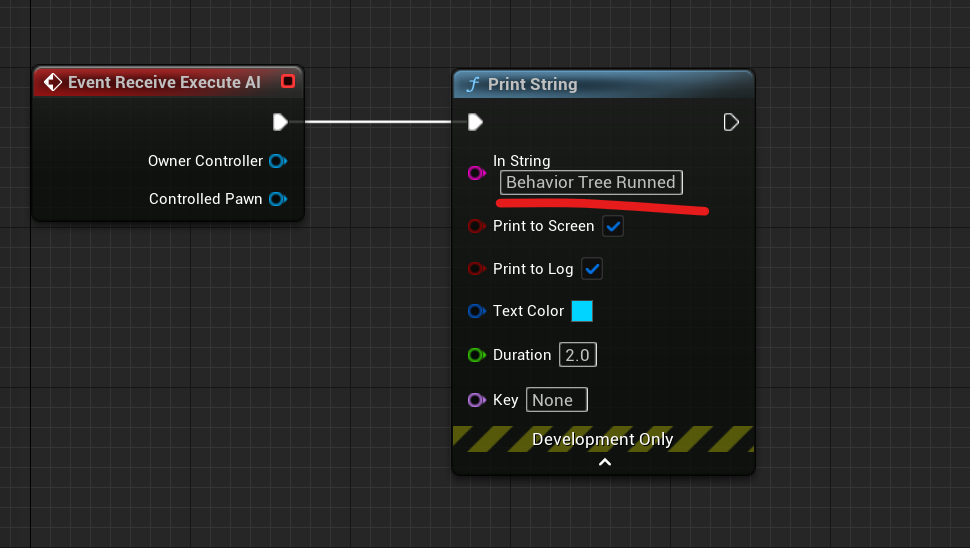 Event Receive Execute AI
Owner Controller
Controlled Pawn
Print String
In String
Behavior Tree Runned
Print to Screen
Print to Log
Text Color
Duration 2.0
Key None
Development Only